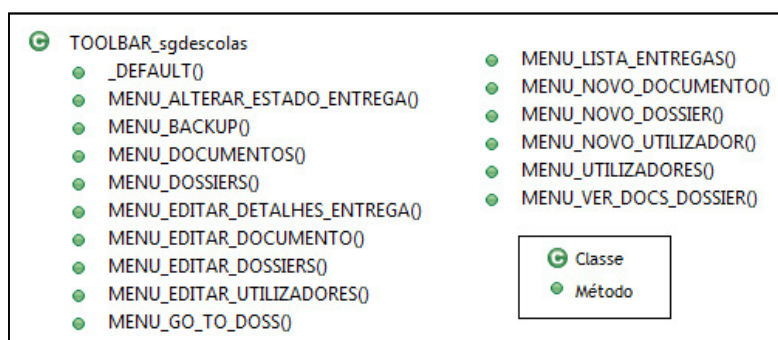 TOOLBAR_sgdescolas
_DEFAULT()
MENU_ALTERAR_ESTADO_ENTREGA()
MENU_BACKUP()
MENU_DOCUMENTOS()
MENU_DOSSIERS()
MENU_EDITAR_DETALHES_ENTREGA()
MENU_EDITAR_DOCUMENTO()
MENU_EDITAR_DOSSIERS()
MENU_EDITAR_UTILIZADORES()
MENU_GO_TO_DOSS()
MENU_LISTA_ENTREGAS()
MENU_NOVO_DOCUMENTO()
MENU_NOVO_DOSSIER()
MENU_NOVO_UTILIZADOR()
MENU_UTILIZADORES()
MENU_VER_DOCS_DOSSIER()
C Classe
Método